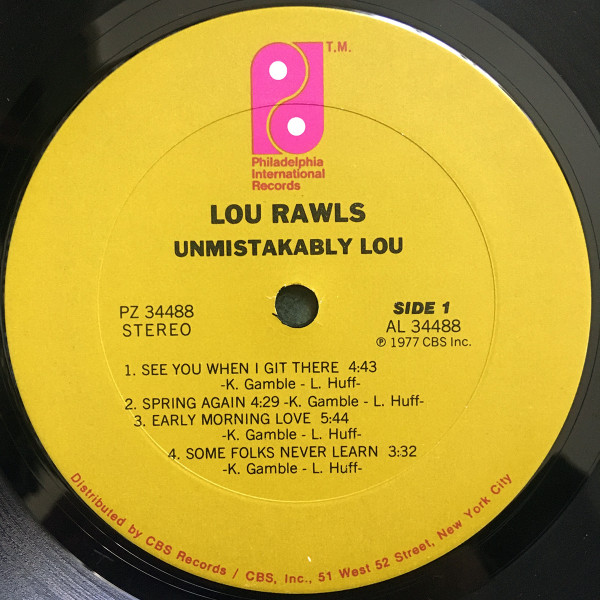 T.M.
Philadelphia
International
Records
LOU RAWLS
UNMISTAKABLY LOU
PZ 34488
STEREO
SIDE 1
AL 34488
℗ 1977 CBS Inc.
1. SEE YOU WHEN I GIT THERE 4:43
-K. Gamble - L. Huff-
2. SPRING AGAIN 4:29 -K. Gamble - L. Huff-
3. EARLY MORNING LOVE 5:44
-K. Gamble - L. Huff-
4. SOME FOLKS NEVER LEARN 3:32
-K. Gamble - L. Huff-
Distributed by CBS Records / CBS, Inc., 51 West 52 Street, New York City